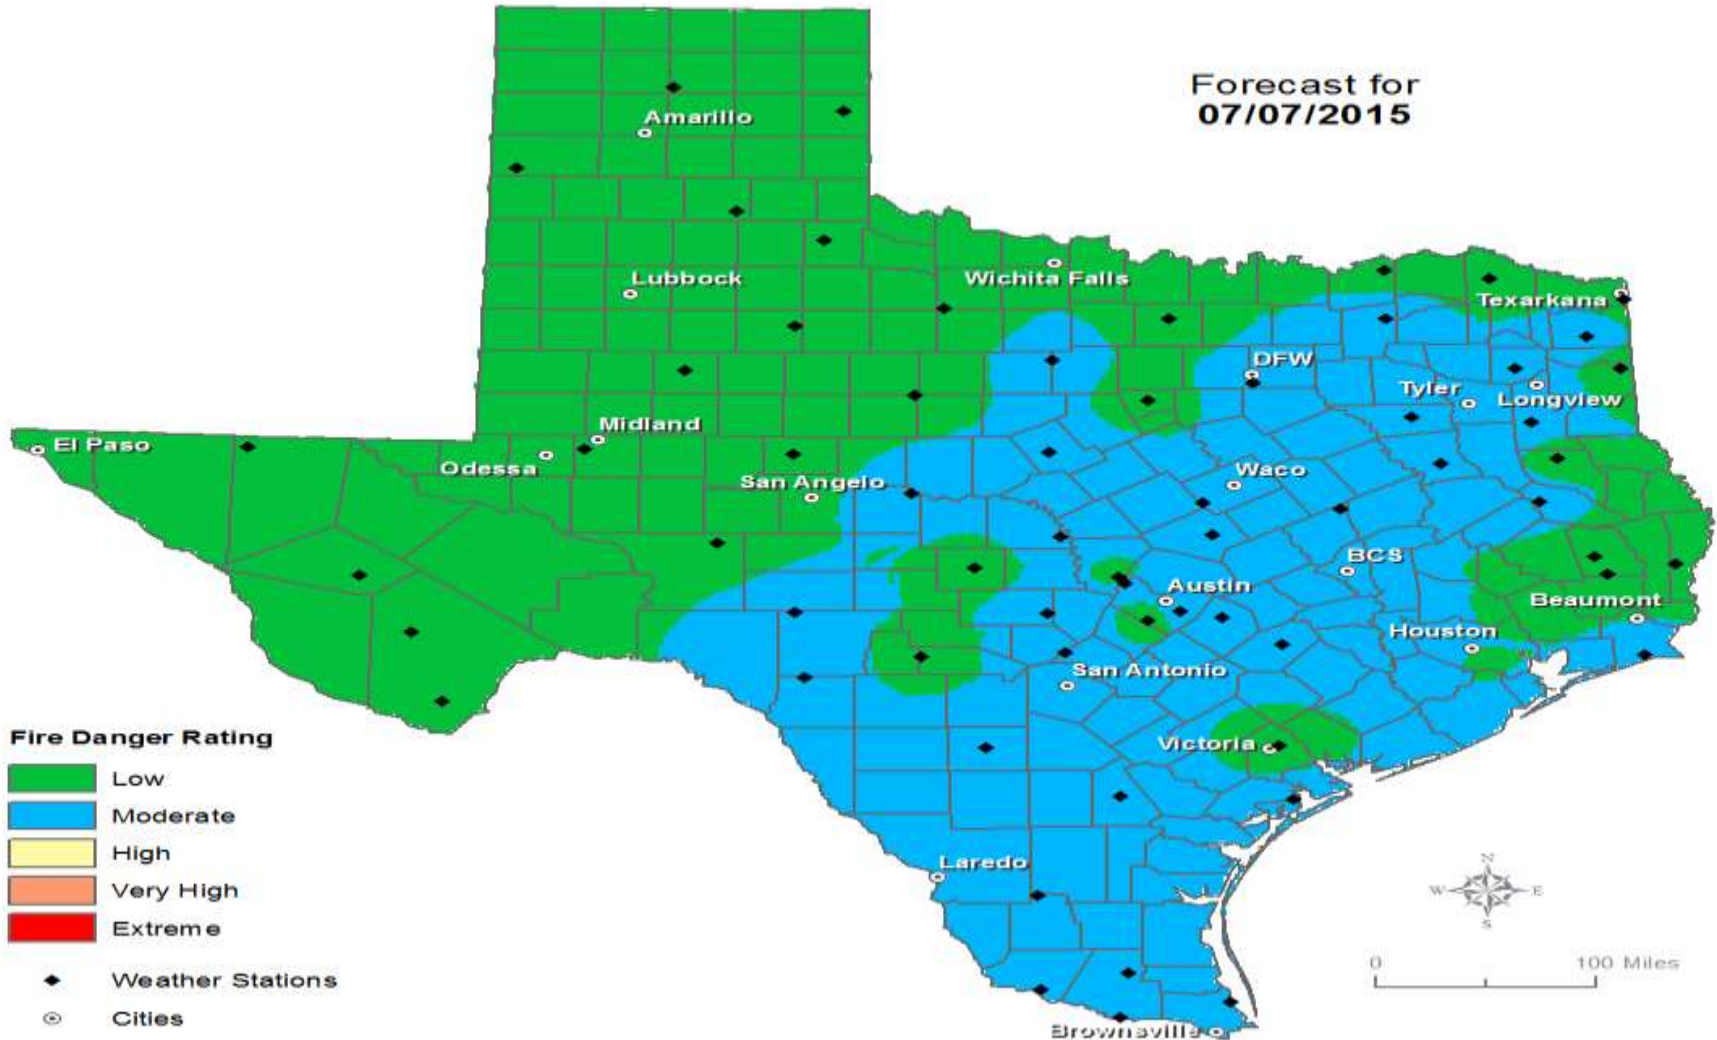 Forecast for
07/07/2015
Amarillo
Lubbock
Wichita Falls
Texarkana
DFW
Tyler
Longview
El Paso
Midland
Odessa
San Angelo
Waco
BCS
Austin
Beaumont
Houston
San Antonio
Victoria
Laredo
Brownsville
Fire Danger Rating
Low
Moderate
High
Very High
Extreme
Weather Stations
Cities
N
W E
S
0 100 Miles